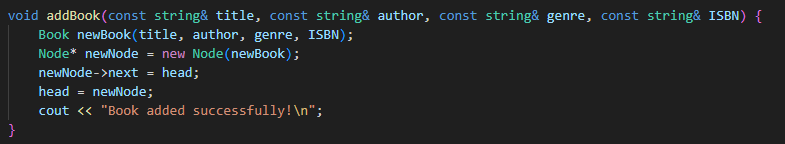 void addBook(const string& title, const string& author, const string& genre, const string& ISBN) {
    Book newBook(title, author, genre, ISBN);
    Node* newNode = new Node(newBook);
    newNode->next = head;
    head = newNode;
    cout << "Book added successfully!\n";
}